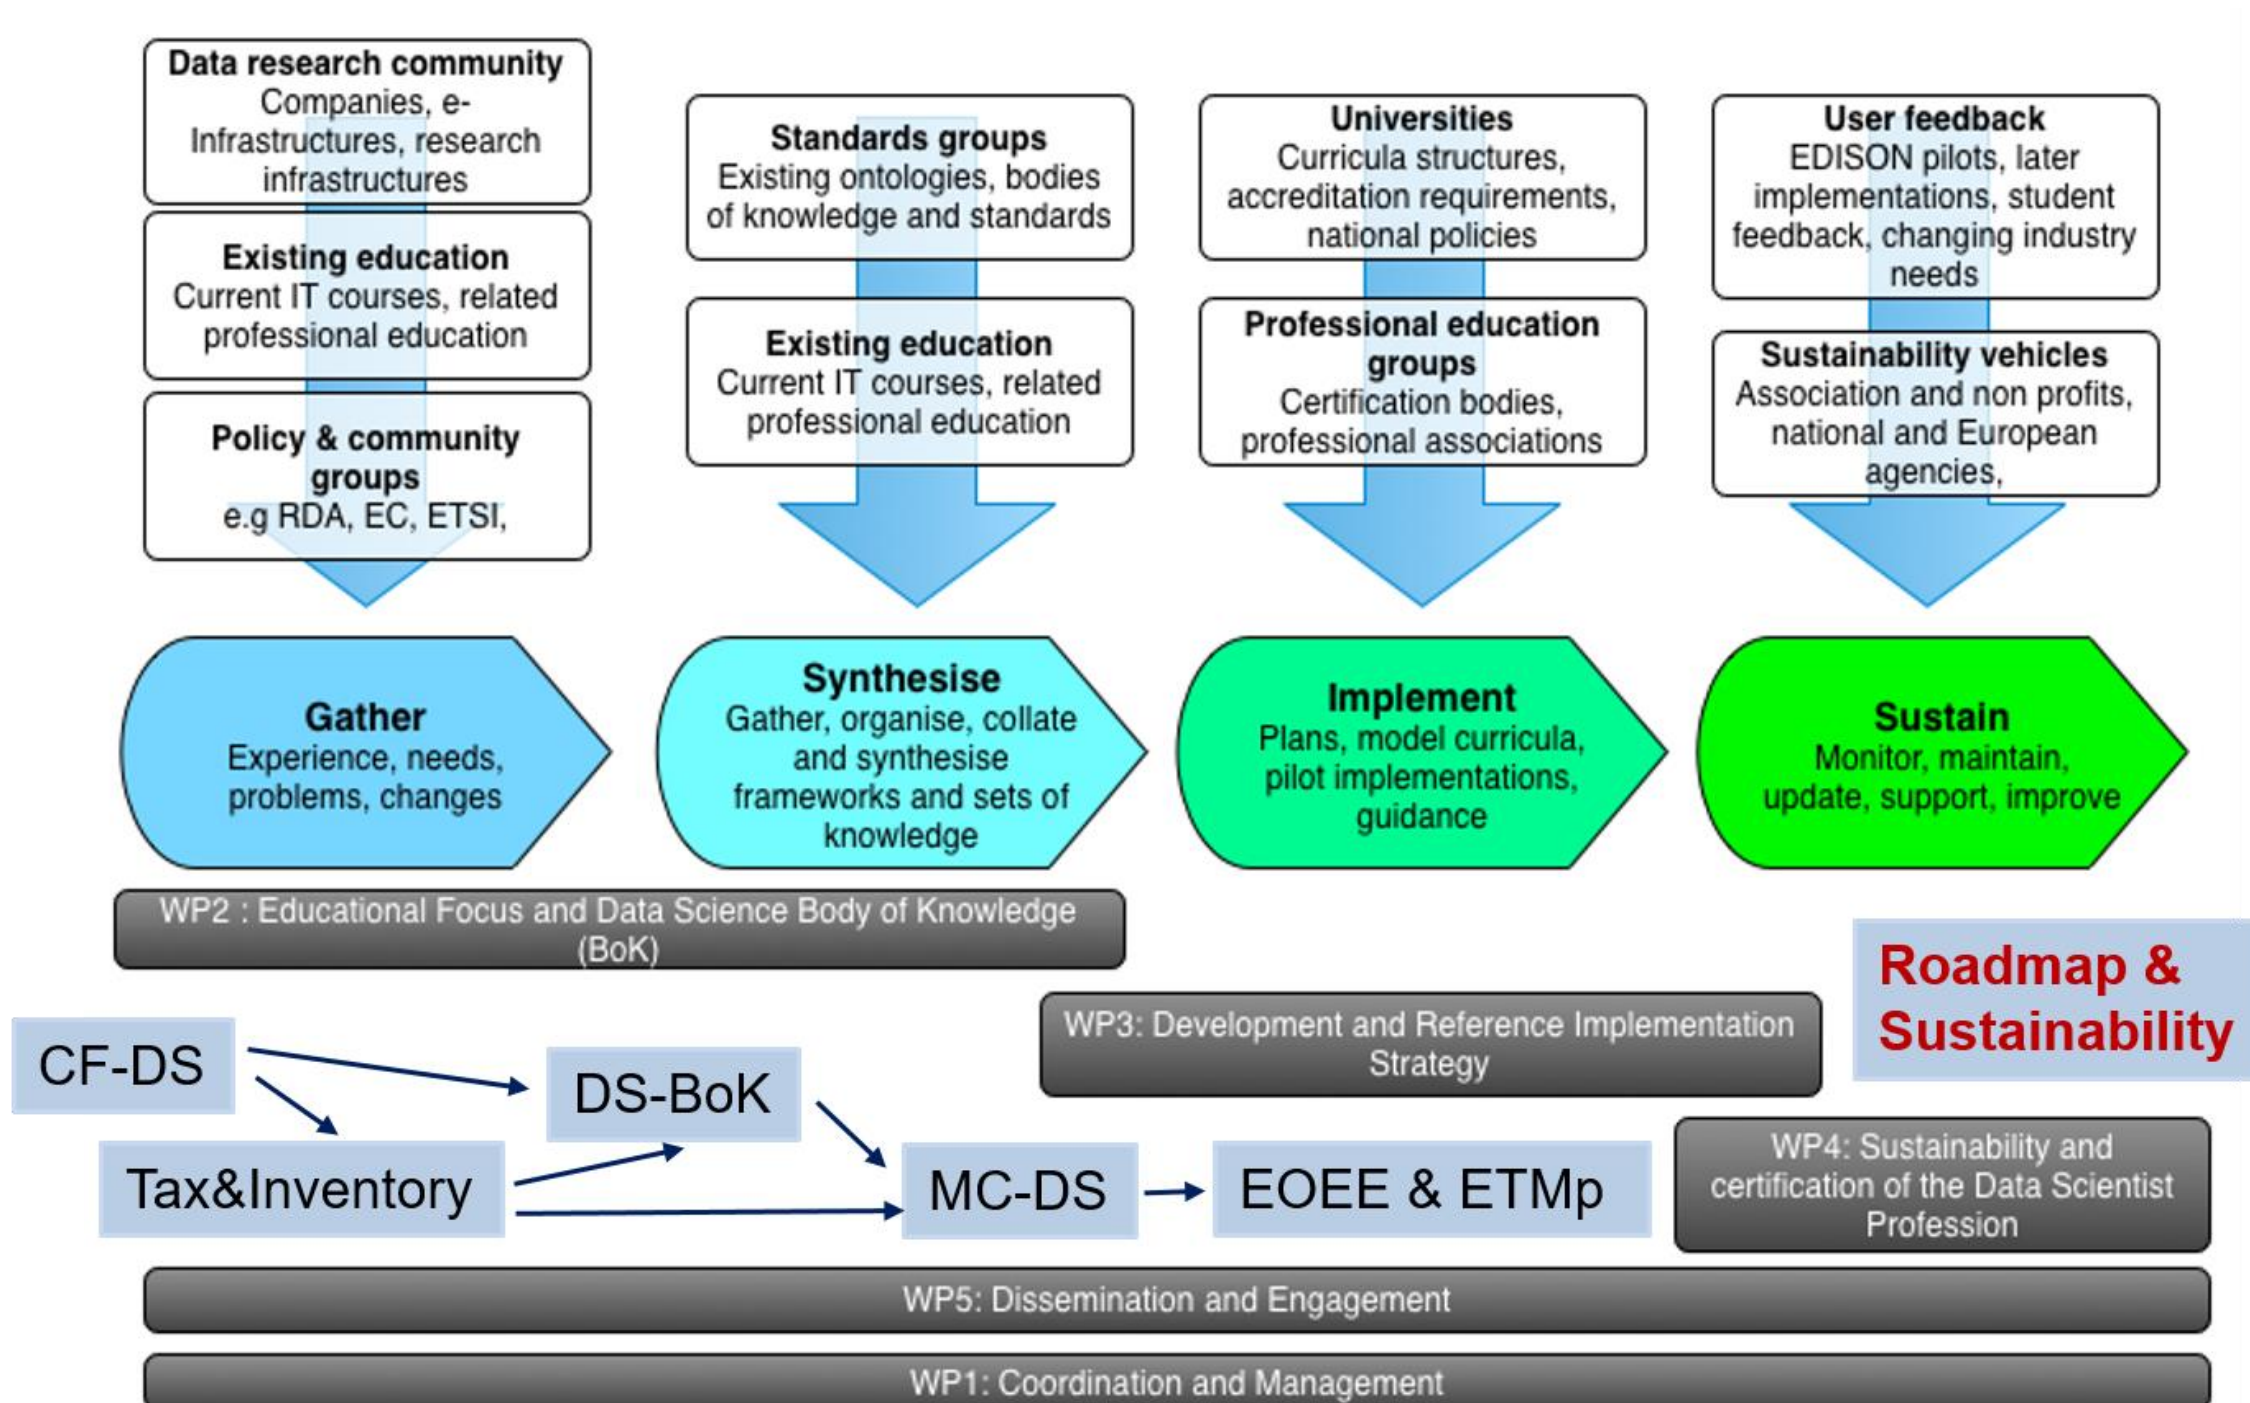 Data research community
Companies, e-
Infrastructures, research
infrastructures
Existing education
Current IT courses, related
professional education
Policy & community
groups
e.g RDA, EC, ETSI,
Standards groups
Existing ontologies, bodies
of knowledge and standards
Existing education
Current IT courses, related
professional education
Universities
Curricula structures,
accreditation requirements,
national policies
Professional education
groups
Certification bodies,
professional associations
User feedback
EDISON pilots, later
implementations, student
feedback, changing industry
needs
Sustainability vehicles
Association and non profits,
national and European
agencies,
Gather
Experience, needs,
problems, changes
Synthesise
Gather, organise, collate
and synthesise
frameworks and sets of
knowledge
Implement
Plans, model curricula,
pilot implementations,
guidance
Sustain
Monitor, maintain,
update, support, improve
WP2 : Educational Focus and Data Science Body of Knowledge
(BoK)
Roadmap &
Sustainability
WP3: Development and Reference Implementation
Strategy
CF-DS
DS-BoK
Tax&Inventory
MC-DS
EOEE & ETMp
WP4: Sustainability and
certification of the Data Scientist
Profession
WP5: Dissemination and Engagement
WP1: Coordination and Management